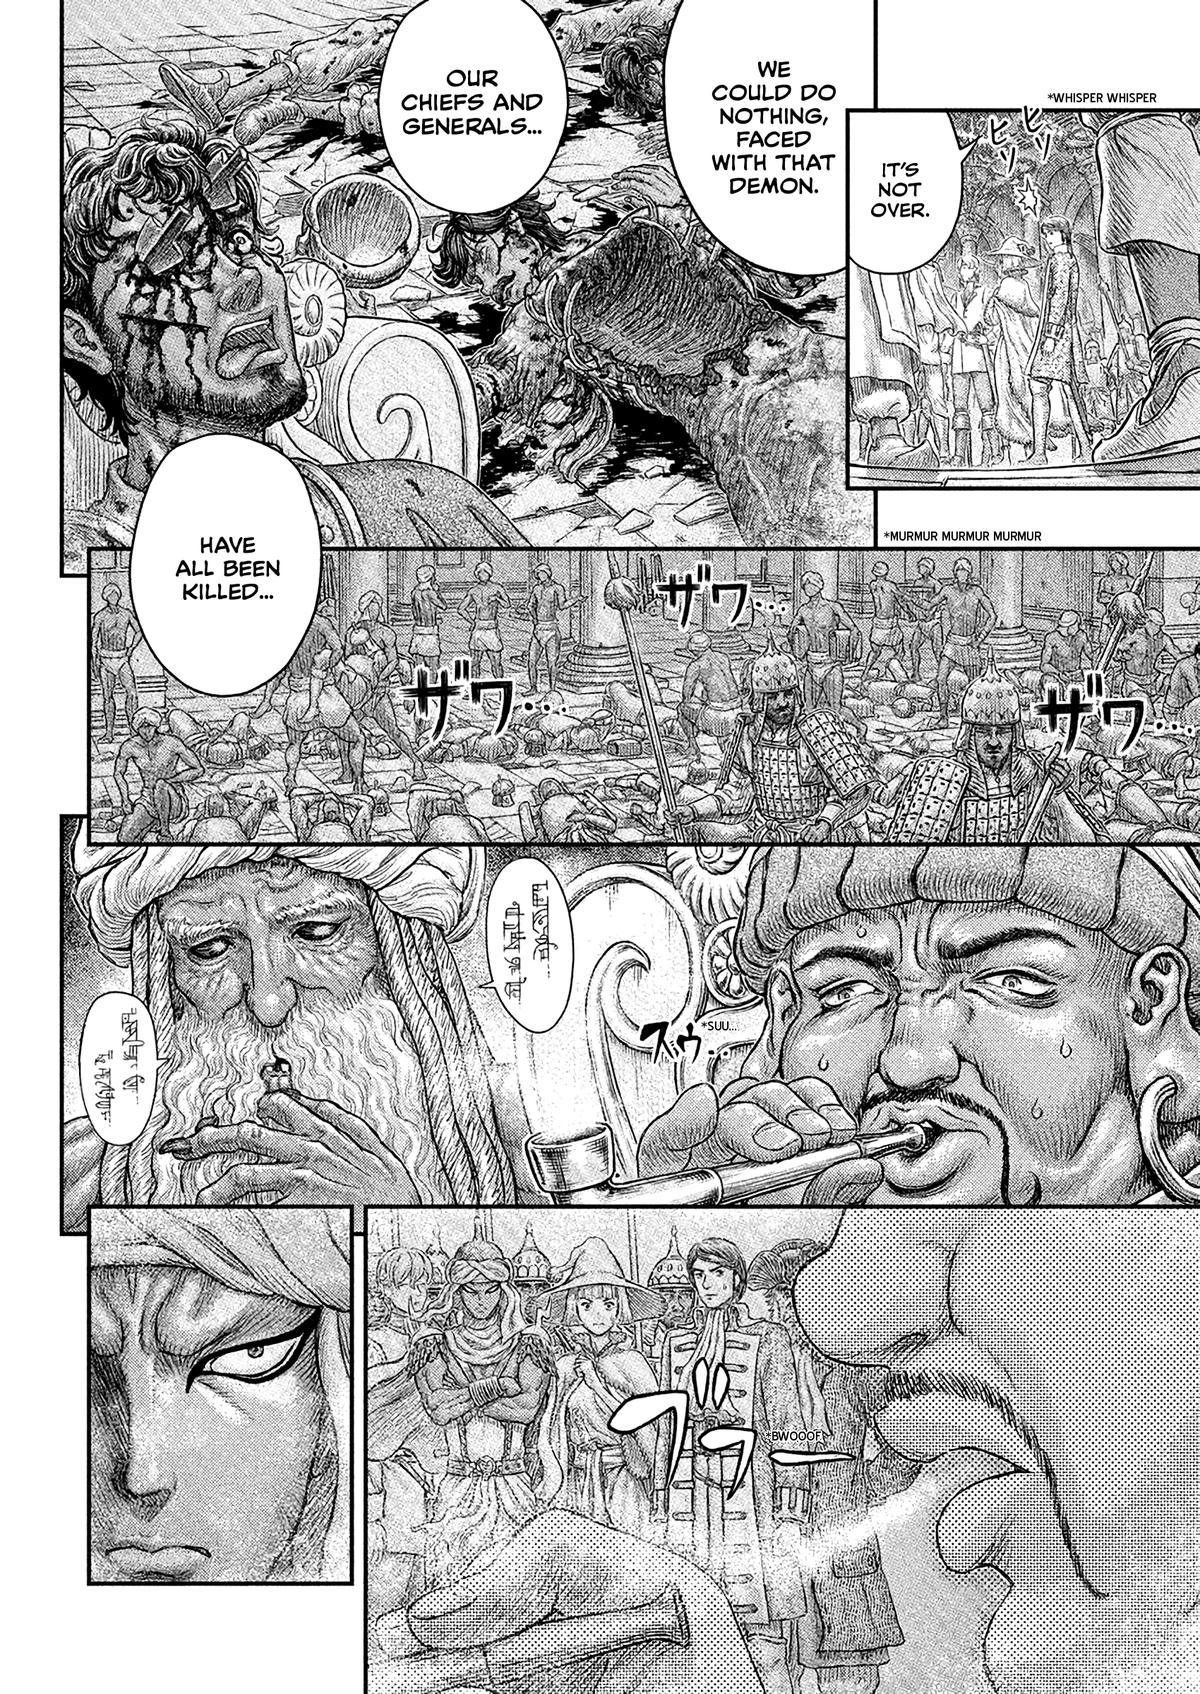 *WHISPER WHISPER
ヒソ
ヒソ
IT'S
NOT
OVER.
WE
COULD DO
NOTHING,
FACED
WITH THAT
DEMON.
OUR
CHIEFS AND
GENERALS...
HAVE
ALL BEEN
KILLED...
*MURMUR MURMUR MURMUR
ザワ...
ザワ...
ザワ...
*SUU...
スゥ...
*BWOOOF
ブフー